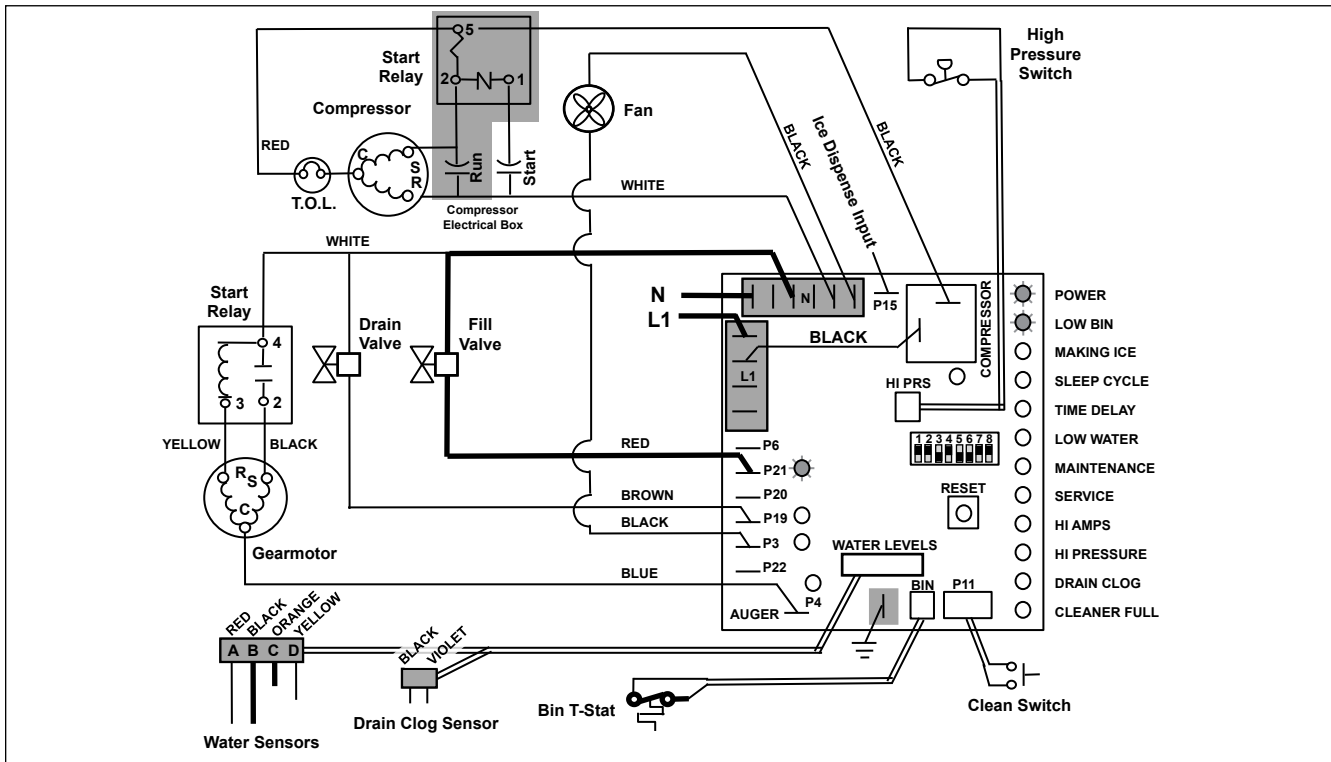 5
Start
Relay
2
N
1
Compressor
RED
C
S
R
T.O.L.
Run
Start
Compressor
Electrical Box
Fan
BLACK
Ice Dispense Input
BLACK
High
Pressure
Switch
WHITE
WHITE
Start
Relay
4
3
2
YELLOW
BLACK
R
S
C
Gearmotor
Drain
Valve
Fill
Valve
N
L1
N
L1
P15
BLACK
COMPRESSOR
HI PRS
1 2 3 4 5 6 7 8
RESET
POWER
LOW BIN
MAKING ICE
SLEEP CYCLE
TIME DELAY
LOW WATER
MAINTENANCE
SERVICE
HI AMPS
HI PRESSURE
DRAIN CLOG
CLEANER FULL
P6
RED
P21
P20
BROWN
P19
BLACK
P3
P22
BLUE
P4
AUGER
WATER LEVELS
BIN
P11
RED
BLACK
ORANGE
YELLOW
A B C D
Water Sensors
BLACK
VIOLET
Drain Clog Sensor
Bin T-Stat
Clean Switch